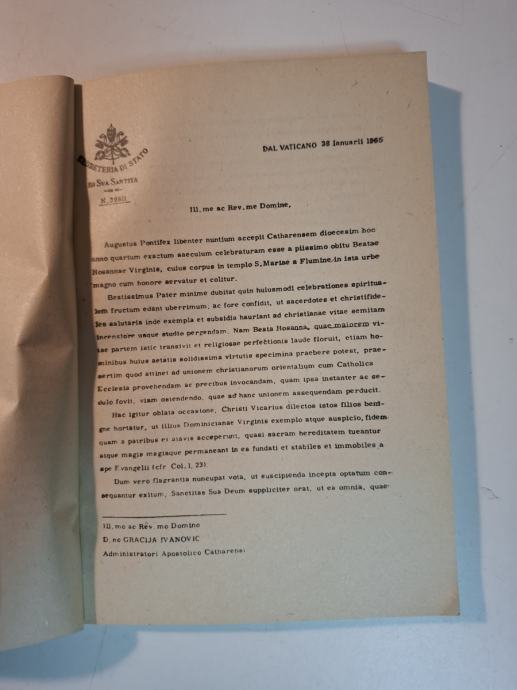 SEGRETERIA DI STATO
DI SUA SANTITÀ
DAL VATICANO 28 Ianuarii 1965
Ill.me ac Rev.me Domine,
Augustus Pontifex libenter nuntium accepit Catharensem dioecesim hoc
anno quartum exactum saeculum celebraturam esse a piissimo obitu Beatae
Hosannae Virginis, cuius corpus in templo S. Mariae a Flumine in ista urbe
magno cum honore servatur et colitur.
Beatissimus Pater minime dubitat quin huiusmodi celebrationes spiritua-
lem fructum edant uberrimum; ac fore confidit, ut sacerdotes et christifide-
les salutaria inde exempla et subsidia hauriant ad christianae vitae semitam
incensiore usque studio pergendam. Nam Beata Hosanna, quae maiorem vi-
tae partem istic transivit et religiosae perfectionis laude floruit, etiam ho-
minibus huius aetatis solidissima virtutis specimina praebere potest, prae-
sertim quod attinet ad unionem christianorum orientalium cum Catholica
Ecclesia provehendam ac precibus invocandam, quam ipsa instanter ac se-
dulo fovit, viam ostendendo, quae ad hanc unionem assequendam perducit.
Hac igitur oblata occasione, Christi Vicarius dilectos istos filios beni-
gne hortatur, ut illius Dominicianae Virginis exemplo atque auspicio, fidem,
quam a patribus et atavis acceperunt, quasi sacram hereditatem tueantur
atque magis magisque permaneant in ea fundati et stabiles et immobiles a
spe Evangelii (cfr Col. 1, 23).
Dum vero flagrantia nuncupat vota, ut suscipienda incepta optatum con-
sequantur exitum, Sanctitas Sua Deum suppliciter orat, ut ea omnia, quae
Ill.me ac Rev.mo Domino
D.no GRACIJA IVANOVIC
Administratori Apostolico Catharensi